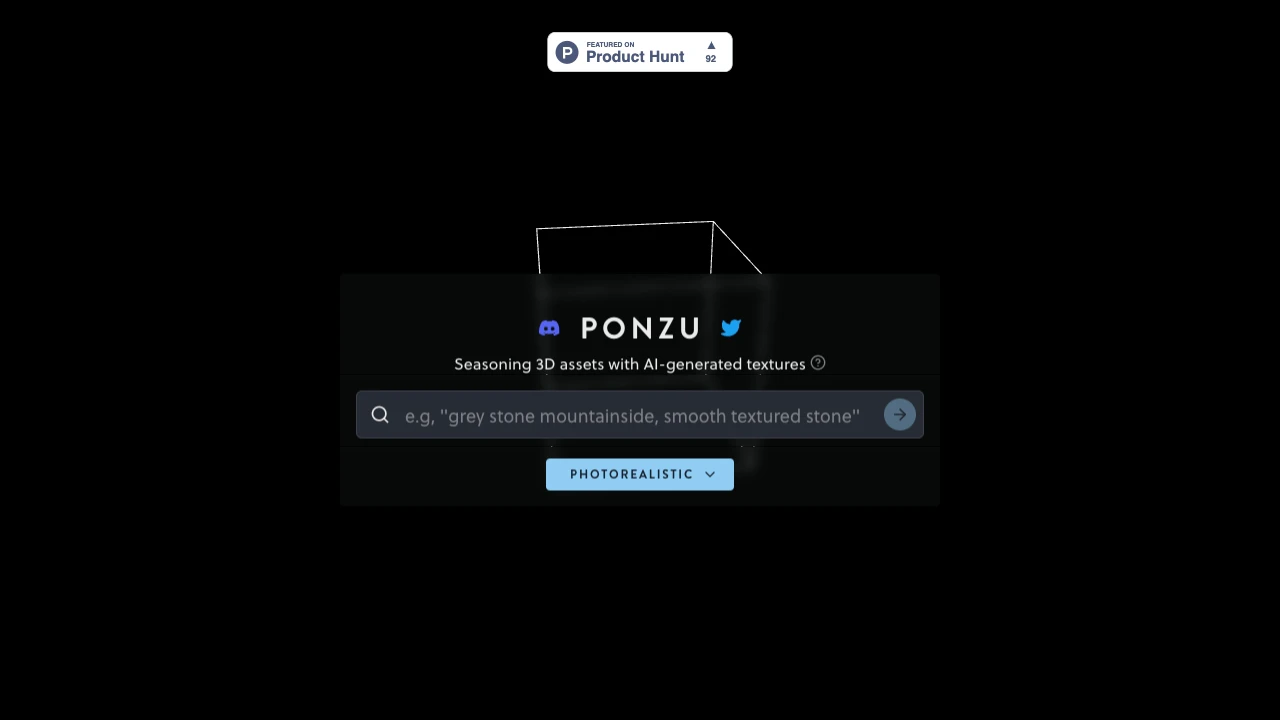 FEATURED ON
Product Hunt
92
PONZU
Seasoning 3D assets with AI-generated textures
e.g, "grey stone mountainside, smooth textured stone"
PHOTOREALISTIC